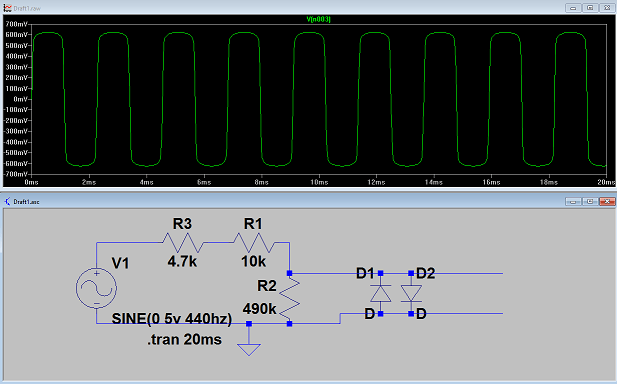 Draft1.raw
V(n003)
700mV
600mV
500mV
400mV
300mV
200mV
100mV
0mV
-100mV
-200mV
-300mV
-400mV
-500mV
-600mV
-700mV
0ms 2ms 4ms 6ms 8ms 10ms 12ms 14ms 16ms 18ms 20ms
Draft1.asc
R3 R1
4.7k 10k
V1
R2
490k
D1 D2
D D
SINE(0 5v 440hz)
.tran 20ms